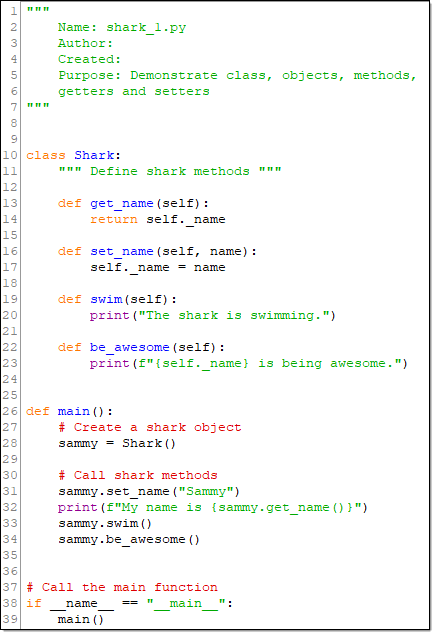 1 """
2     Name: shark_1.py
3     Author:
4     Created:
5     Purpose: Demonstrate class, objects, methods,
6     getters and setters
7 """
8
9
10 class Shark:
11     """ Define shark methods """
12
13     def get_name(self):
14         return self._name
15
16     def set_name(self, name):
17         self._name = name
18
19     def swim(self):
20         print("The shark is swimming.")
21
22     def be_awesome(self):
23         print(f"{self._name} is being awesome.")
24
25
26 def main():
27     # Create a shark object
28     sammy = Shark()
29
30     # Call shark methods
31     sammy.set_name("Sammy")
32     print(f"My name is {sammy.get_name()}")
33     sammy.swim()
34     sammy.be_awesome()
35
36
37 # Call the main function
38 if __name__ == "__main__":
39     main()